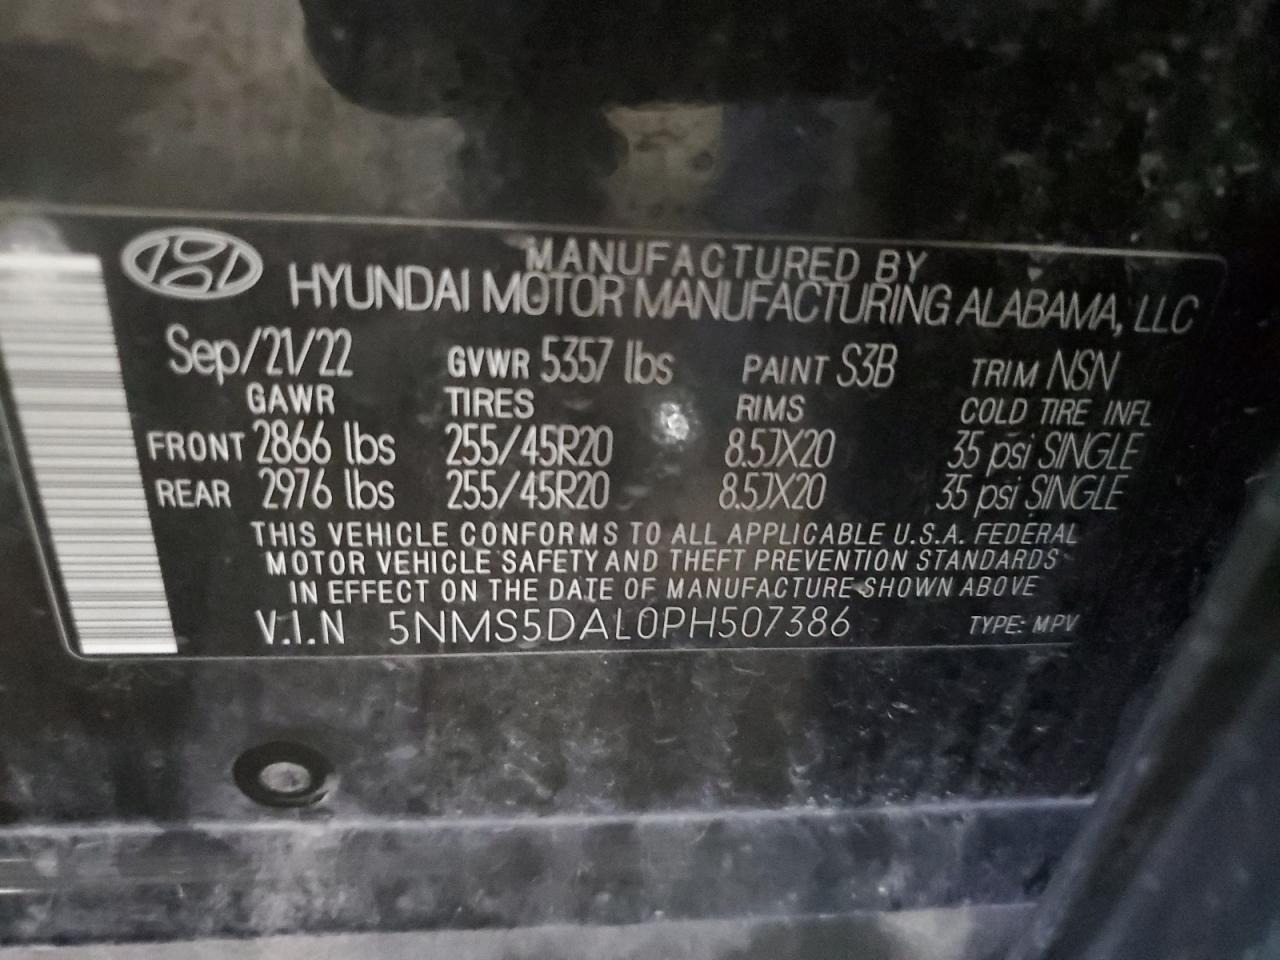 MANUFACTURED BY
HYUNDAI MOTOR MANUFACTURING ALABAMA, LLC
Sep/21/22 GVWR 5357 lbs PAINT S3B TRIM NSN
GAWR TIRES RIMS COLD TIRE INFL
FRONT 2866 lbs 255/45R20 8.5JX20 35 psi SINGLE
REAR 2976 lbs 255/45R20 8.5JX20 35 psi SINGLE
THIS VEHICLE CONFORMS TO ALL APPLICABLE U.S.A. FEDERAL
MOTOR VEHICLE SAFETY AND THEFT PREVENTION STANDARDS
IN EFFECT ON THE DATE OF MANUFACTURE SHOWN ABOVE
V.I.N 5NMS5DAL0PH507386 TYPE: MPV